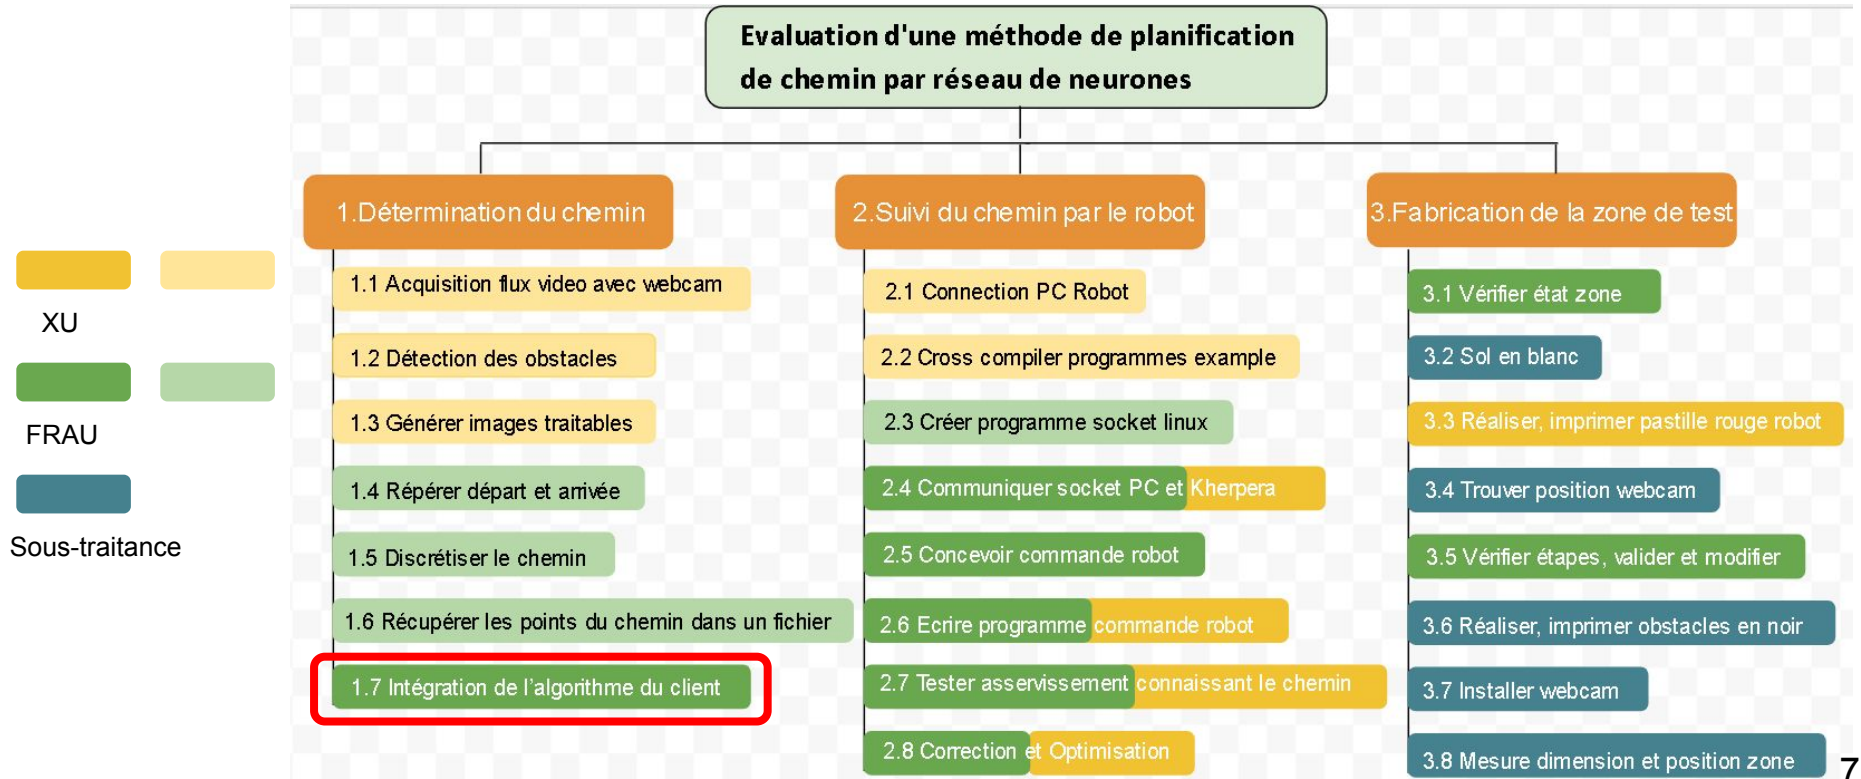 Evaluation d'une méthode de planification
de chemin par réseau de neurones
XU
FRAU
Sous-traitance
1.Détermination du chemin
1.1 Acquisition flux video avec webcam
1.2 Détection des obstacles
1.3 Générer images traitables
1.4 Répérer départ et arrivée
1.5 Discrétiser le chemin
1.6 Récupérer les points du chemin dans un fichier
1.7 Intégration de l'algorithme du client
2.Suivi du chemin par le robot
2.1 Connection PC Robot
2.2 Cross compiler programmes example
2.3 Créer programme socket linux
2.4 Communiquer socket PC et Kherpera
2.5 Concevoir commande robot
2.6 Ecrire programme commande robot
2.7 Tester asservissement connaissant le chemin
2.8 Correction et Optimisation
3.Fabrication de la zone de test
3.1 Vérifier état zone
3.2 Sol en blanc
3.3 Réaliser, imprimer pastille rouge robot
3.4 Trouver position webcam
3.5 Vérifier étapes, valider et modifier
3.6 Réaliser, imprimer obstacles en noir
3.7 Installer webcam
3.8 Mesure dimension et position zone
7